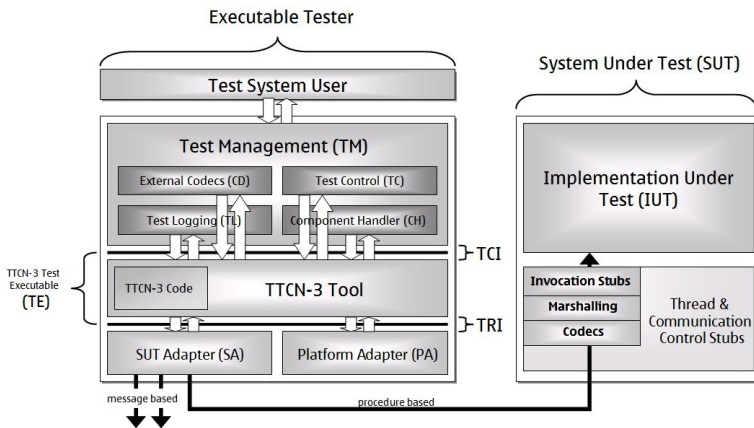 Executable Tester
System Under Test (SUT)
Test System User
Test Management (TM)
External Codecs (CD)
Test Control (TC)
Test Logging (TL)
Component Handler (CH)
Implementation Under
Test (IUT)
TCI
TTCN-3 Test
Executable
(TE)
TTCN-3 Code
TTCN-3 Tool
TRI
SUT Adapter (SA)
Platform Adapter (PA)
Invocation Stubs
Marshalling
Codecs
Thread &
Communication
Control Stubs
message based
procedure based